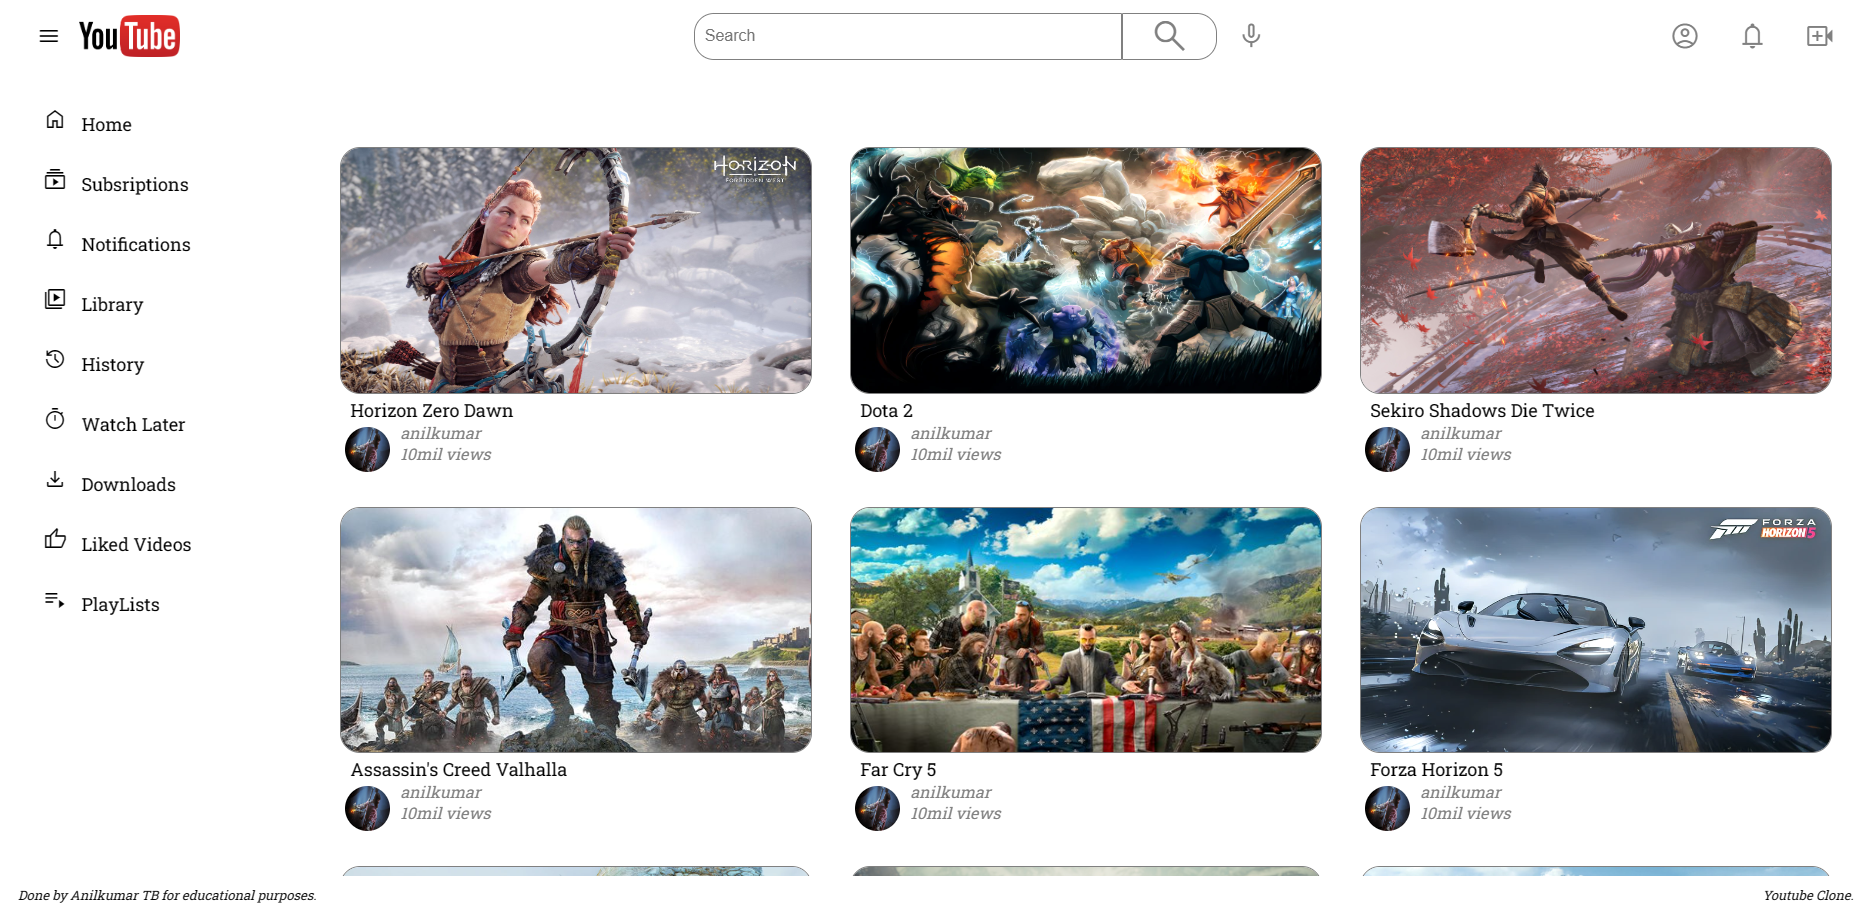 YouTube
Search
Home
Subsriptions
Notifications
Library
History
Watch Later
Downloads
Liked Videos
PlayLists
HORIZON
FORBIDDEN WEST
Horizon Zero Dawn
anilkumar
10mil views
Dota 2
anilkumar
10mil views
Sekiro Shadows Die Twice
anilkumar
10mil views
Assassin's Creed Valhalla
anilkumar
10mil views
Far Cry 5
anilkumar
10mil views
FORZA
HORIZON 5
Forza Horizon 5
anilkumar
10mil views
Done by Anilkumar TB for educational purposes.
Youtube Clone.